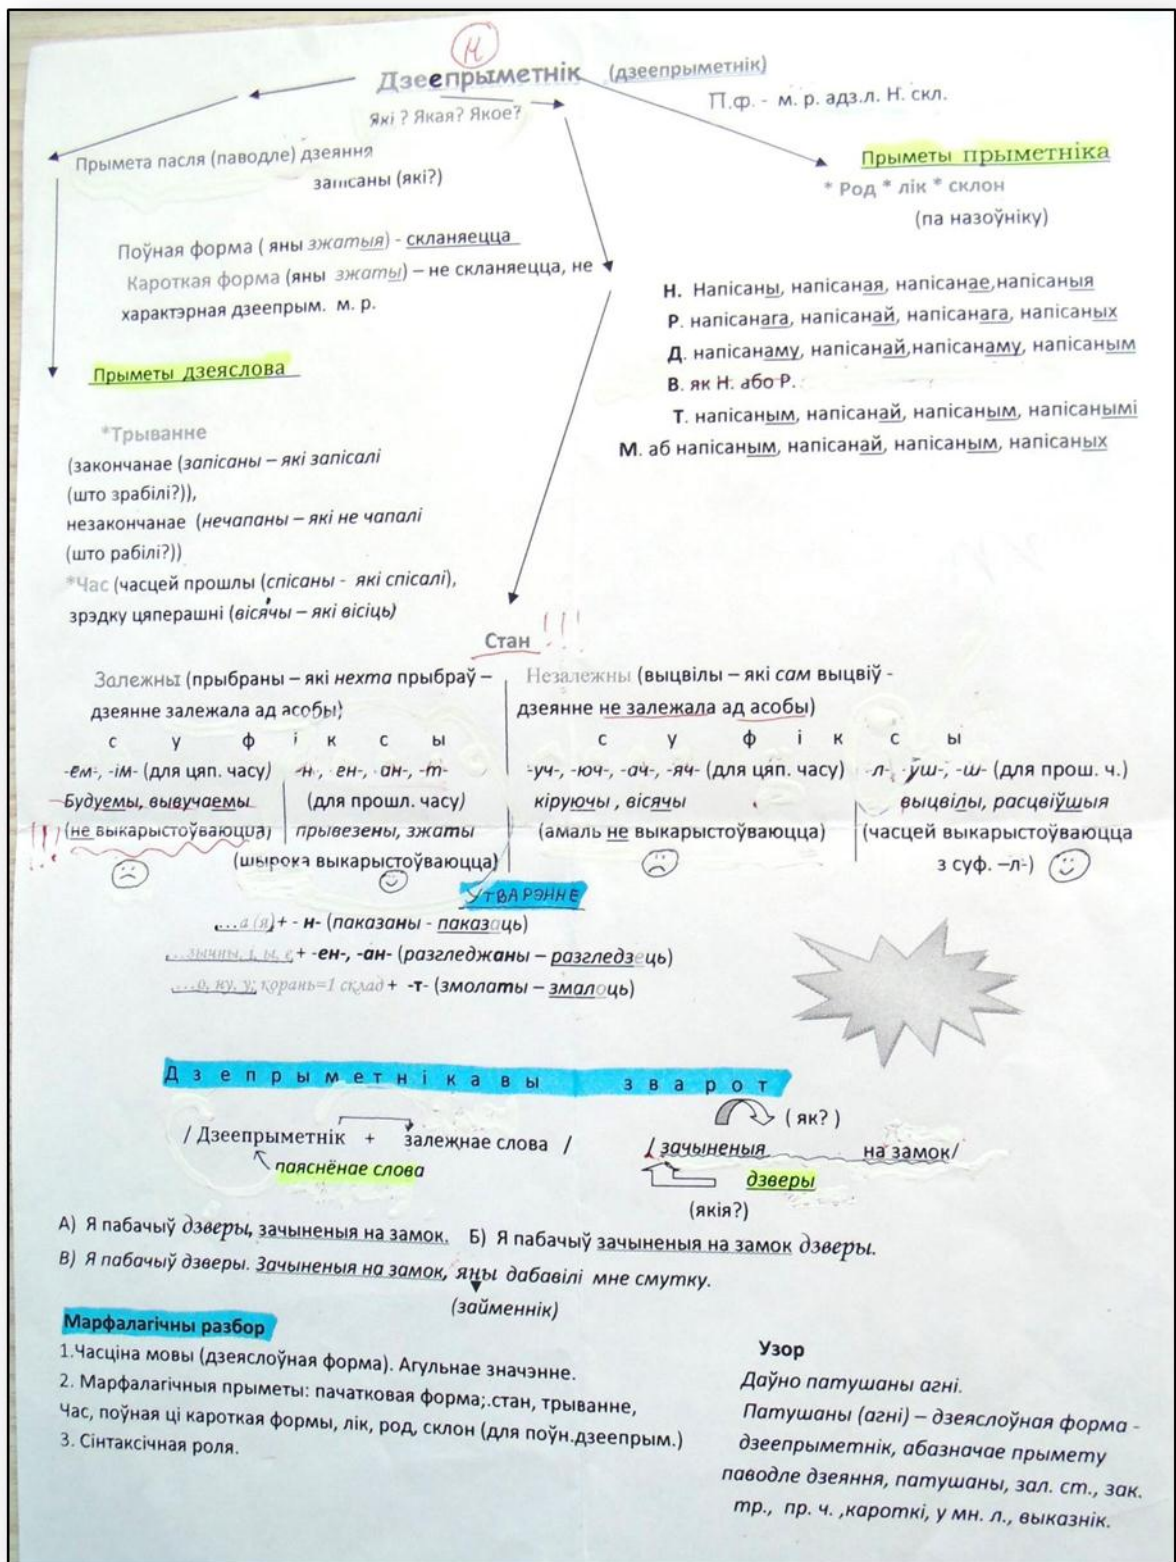 Н
Дзеепрыметнік (дзеепрыметнік)
Які ? Якая? Якое?
П.ф. - м. р. адз.л. Н. скл.
Прымета пасля (паводле) дзеяння
запісаны (які?)
Прыметы прыметніка
* Род * лік * склон
(па назоўніку)
Поўная форма ( яны зжатыя) - скланяецца
Кароткая форма (яны зжаты) – не скланяецца, не
характэрная дзеепрым. м. р.
Н. Напісаны, напісаная, напісанае,напісаныя
Р. напісанага, напісанай, напісанага, напісаных
Д. напісанаму, напісанай,напісанаму, напісаным
В. як Н. або Р.
Т. напісаным, напісанай, напісаным, напісанымі
М. аб напісаным, напісанай, напісаным, напісаных
Прыметы дзеяслова
*Трыванне
(закончанае (запісаны – які запісалі
(што зрабілі?)),
незакончанае (нечапаны – які не чапалі
(што рабілі?))
*Час (часцей прошлы (спісаны - які спісалі),
зрэдку цяперашні (вісячы – які вісіць)
Стан !!!
Залежны (прыбраны – які нехта прыбраў –
дзеянне залежала ад асобы)
с у ф і к с ы
-ем-, -ім- (для цяп. часу)
Будуемы, вывучаемы
!!! (не выкарыстоўваюцца)
-н-, -ен-, -ан-, -т-
(для прошл. часу)
прывезены, зжаты
(шырока выкарыстоўваюцца)
Незалежны (выцвілы – які сам выцвіў -
дзеянне не залежала ад асобы)
с у ф і к с ы
-уч-, -юч-, -ач-, -яч- (для цяп. часу)
кіруючы , вісячы
(амаль не выкарыстоўваюцца)
-л-, -ўш-, -ш- (для прош. ч.)
выцвілы, расцвіўшыя
(часцей выкарыстоўваюцца
з суф. –л-)
УТВАРЭННЕ
…а (я)+ - н- (паказаны - паказаць)
…зычны, і, ы, е + -ен-, -ан- (разгледжаны – разгледзець)
…о, ну, у; корань=1 склад + -т- (змолаты – змалоць)
Дзепрыметнікавы зварот
/ Дзеепрыметнік + залежнае слова /
паяснёнае слова
( як? )
/ зачыненыя на замок/
дзверы
(якія?)
А) Я пабачыў дзверы, зачыненыя на замок. Б) Я пабачыў зачыненыя на замок дзверы.
В) Я пабачыў дзверы. Зачыненыя на замок, яны дабавілі мне смутку.
(займеннік)
Марфалагічны разбор
1.Часціна мовы (дзеяслоўная форма). Агульнае значэнне.
2. Марфалагічныя прыметы: пачатковая форма; стан, трыванне,
Час, поўная ці кароткая формы, лік, род, склон (для поўн.дзеепрым.)
3. Сінтаксічная роля.
Узор
Даўно патушаны агні.
Патушаны (агні) – дзеяслоўная форма -
дзеепрыметнік, абазначае прымету
паводле дзеяння, патушаны, зал. ст., зак.
тр., пр. ч. ,кароткі, у мн. л., выказнік.